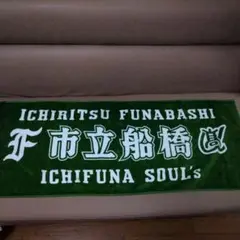 ICHIRITSU FUNABASHI
F 市立船橋
ICHIFUNA SOUL's